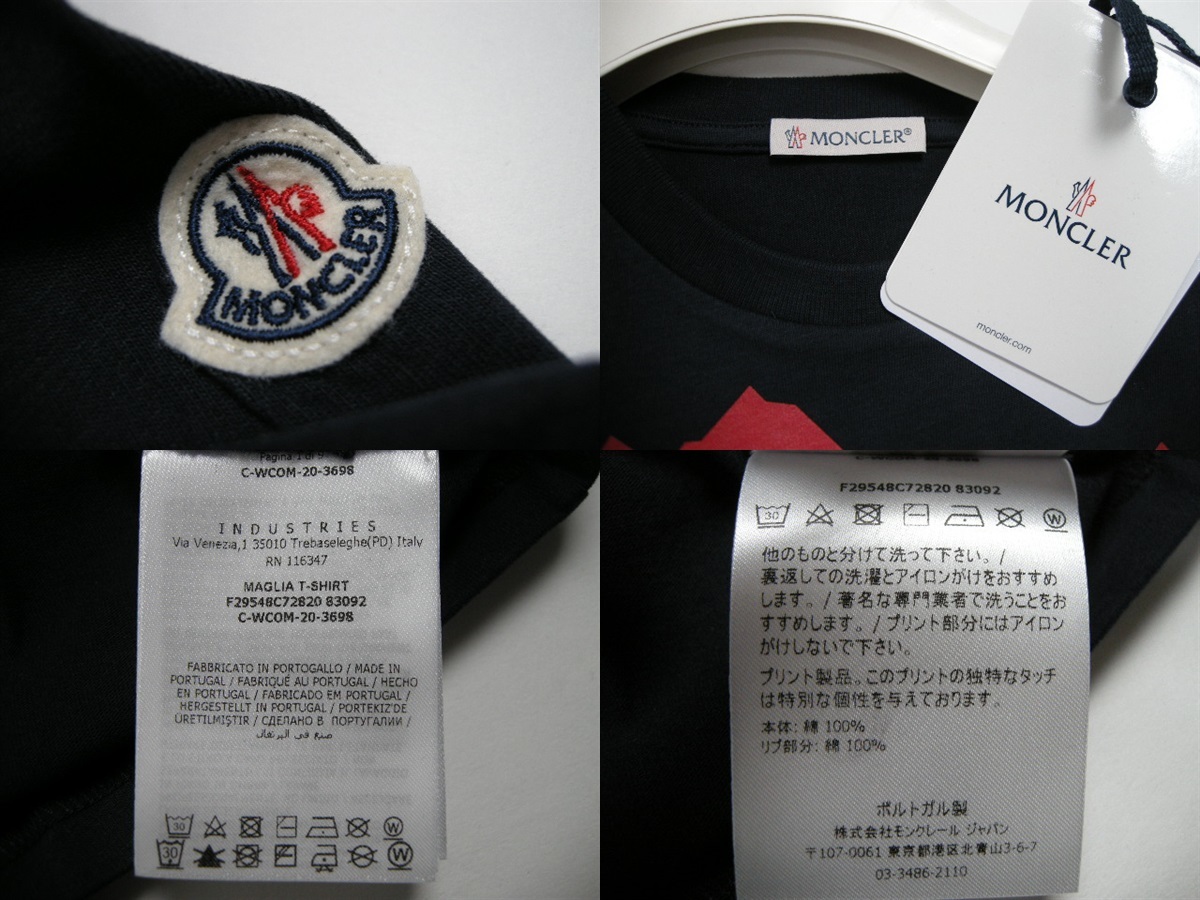 MONCLER
MONCLER®
MONCLER
moncler.com
C-WCOM-20-3698
INDUSTRIES
Via Venezia,1 35010 Trebaseleghe(PD) Italy
RN 116347
MAGLIA T-SHIRT
F29548C72820 83092
C-WCOM-20-3698
FABBRICATO IN PORTOGALLO / MADE IN
PORTUGAL / FABRIQUÉ AU PORTUGAL / HECHO
EN PORTUGAL / FABRICADO EM PORTUGAL /
HERGESTELLT IN PORTUGAL / PORTEKIZ'DE
ÜRETILMIŞTIR / СДЕЛАНО В ПОРТУГАЛИИ /
صنع في البرتغال
30 W
30 W
F29548C72820 83092
30 W
他のものと分けて洗って下さい。/
裏返しての洗濯とアイロンがけをおすすめ
します。/ 著名な専門業者で洗うことをお
すすめします。/ プリント部分にはアイロン
がけしないで下さい。
プリント製品。このプリントの独特なタッチ
は特別な個性を与えております。
本体: 綿 100%
リブ部分: 綿 100%
ポルトガル製
株式会社モンクレール ジャパン
〒107-0061 東京都港区北青山3-6-7
03-3486-2110